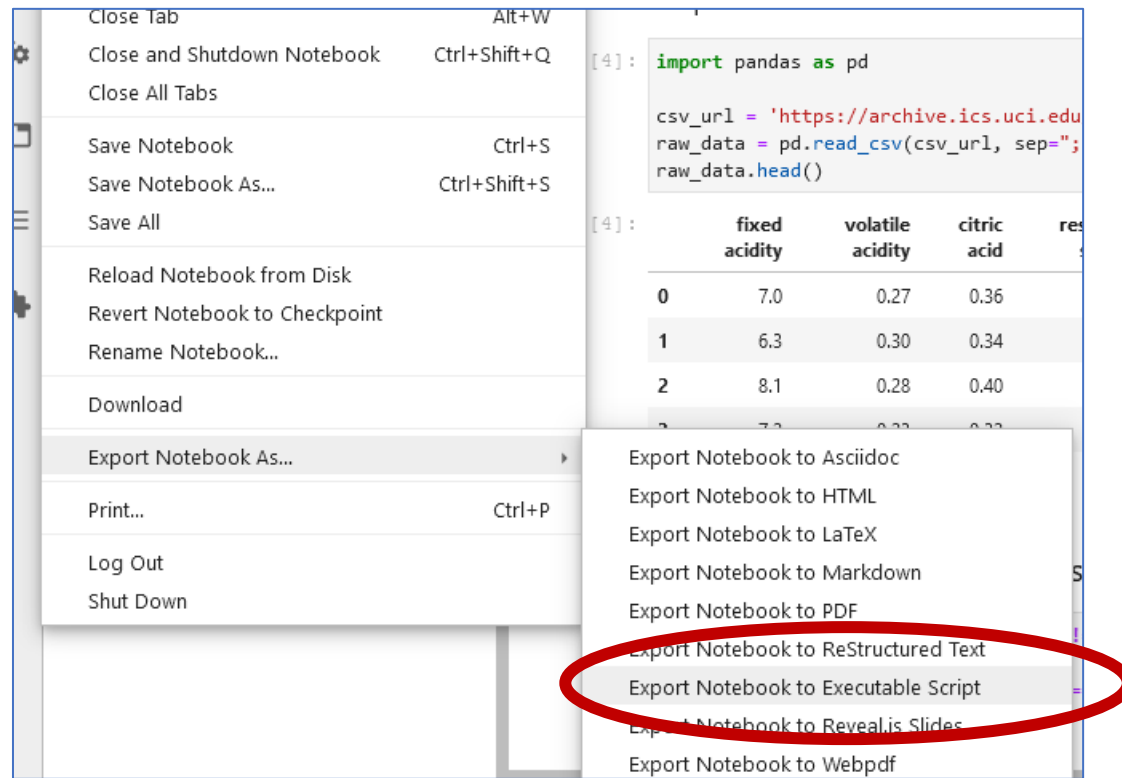 Close Tab Alt+W
Close and Shutdown Notebook Ctrl+Shift+Q
Close All Tabs
Save Notebook Ctrl+S
Save Notebook As... Ctrl+Shift+S
Save All
Reload Notebook from Disk
Revert Notebook to Checkpoint
Rename Notebook...
Download
Export Notebook As...
Print... Ctrl+P
Log Out
Shut Down
[4]: import pandas as pd
csv_url = 'https://archive.ics.uci.edu
raw_data = pd.read_csv(csv_url, sep=";
raw_data.head()
[4]: fixed volatile citric res
acidity acidity acid
0 7.0 0.27 0.36
1 6.3 0.30 0.34
2 8.1 0.28 0.40
Export Notebook to Asciidoc
Export Notebook to HTML
Export Notebook to LaTeX
Export Notebook to Markdown
Export Notebook to PDF
Export Notebook to ReStructured Text
Export Notebook to Executable Script
Export Notebook to Reveal.js Slides
Export Notebook to Webpdf